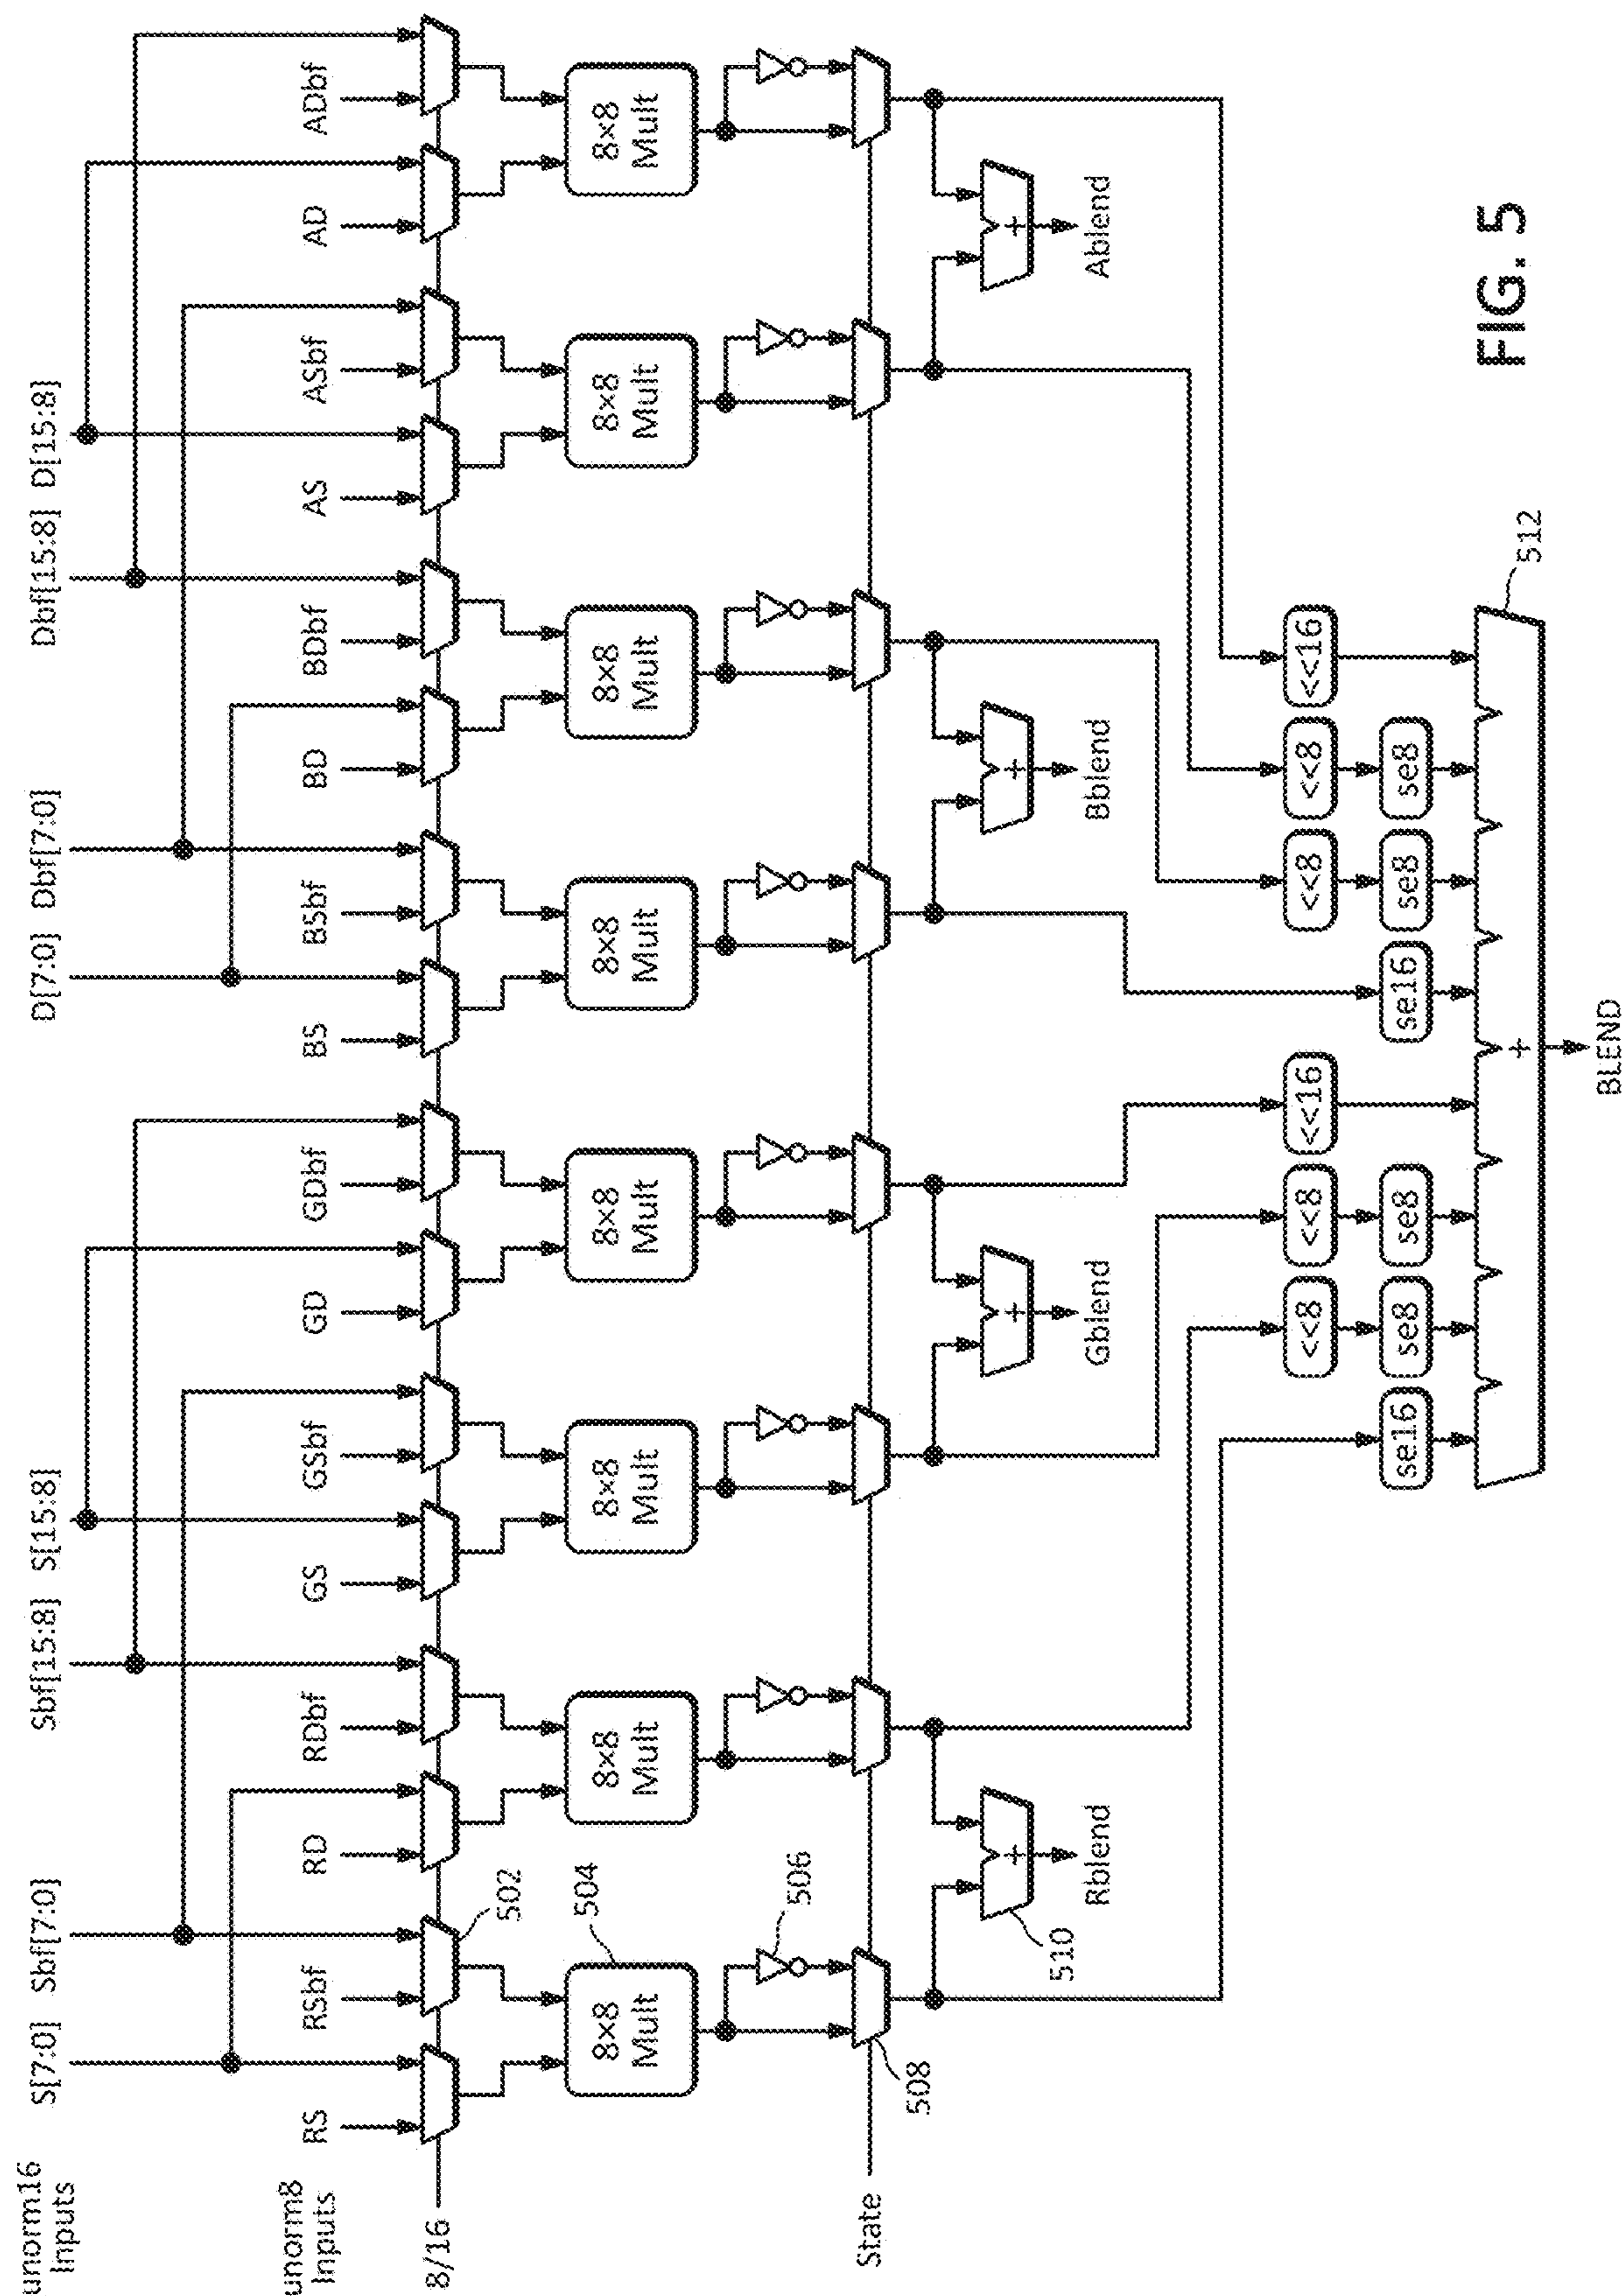 unorm16
Inputs
S[7:0] Sbf[7:0] Sbf[15:8] S[15:8] D[7:0] Dbf[7:0] Dbf[15:8] D[15:8]
unorm8
Inputs
RS RSbf RD RDbf GS GSbf GD GDbf BS BSbf BD BDbf AS ASbf AD ADbf
8/16
502
504
8×8 8×8 8×8 8×8 8×8 8×8 8×8 8×8
Mult Mult Mult Mult Mult Mult Mult Mult
506
State
508
510
+ + + +
Rblend Gblend Bblend Ablend
<<8 <<8 <<16 <<8 <<8 <<16
se16 se8 se8 se16 se8 se8
512
+
BLEND
FIG. 5